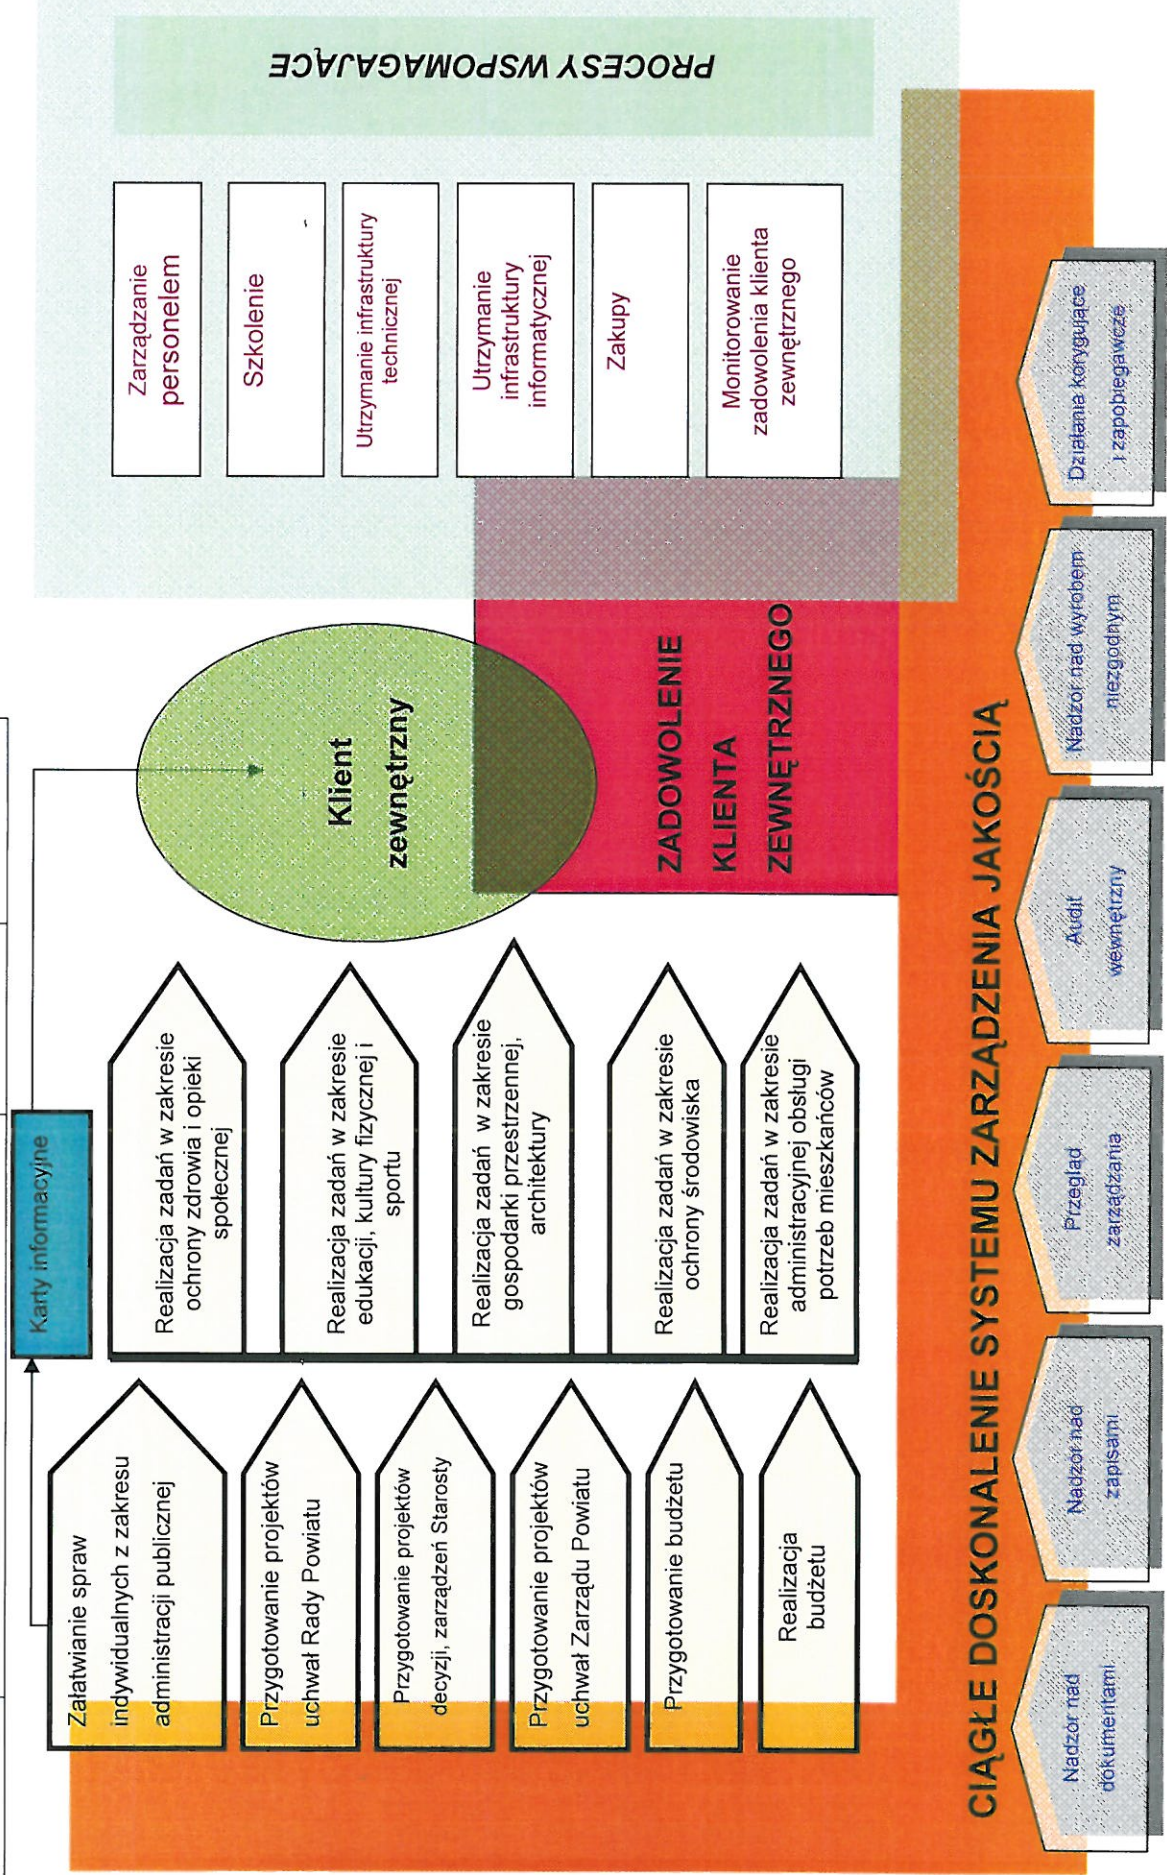 Karty informacyjne
Załatwianie spraw
indywidualnych z zakresu
administracji publicznej
Przygotowanie projektów
uchwał Rady Powiatu
Przygotowanie projektów
decyzji, zarządzeń Starosty
Przygotowanie projektów
uchwał Zarządu Powiatu
Przygotowanie budżetu
Realizacja
budżetu
Realizacja zadań w zakresie
ochrony zdrowia i opieki
społecznej
Realizacja zadań w zakresie
edukacji, kultury fizycznej i
sportu
Realizacja zadań w zakresie
gospodarki przestrzennej,
architektury
Realizacja zadań w zakresie
ochrony środowiska
Realizacja zadań w zakresie
administracyjnej obsługi
potrzeb mieszkańców
Klient
zewnętrzny
ZADOWOLENIE
KLIENTA
ZEWNĘTRZNEGO
Zarządzanie
personelem
Szkolenie
Utrzymanie infrastruktury
technicznej
Utrzymanie
infrastruktury
informatycznej
Zakupy
Monitorowanie
zadowolenia klienta
zewnętrznego
PROCESY WSPOMAGAJĄCE
CIĄGŁE DOSKONALENIE SYSTEMU ZARZĄDZENIA JAKOŚCIĄ
Nadzór nad
dokumentami
Nadzór nad
zapisami
Przegląd
zarządzania
Audit
wewnętrzny
Nadzór nad wyrobem
niezgodnym
Działania korygujące
i zapobiegawcze